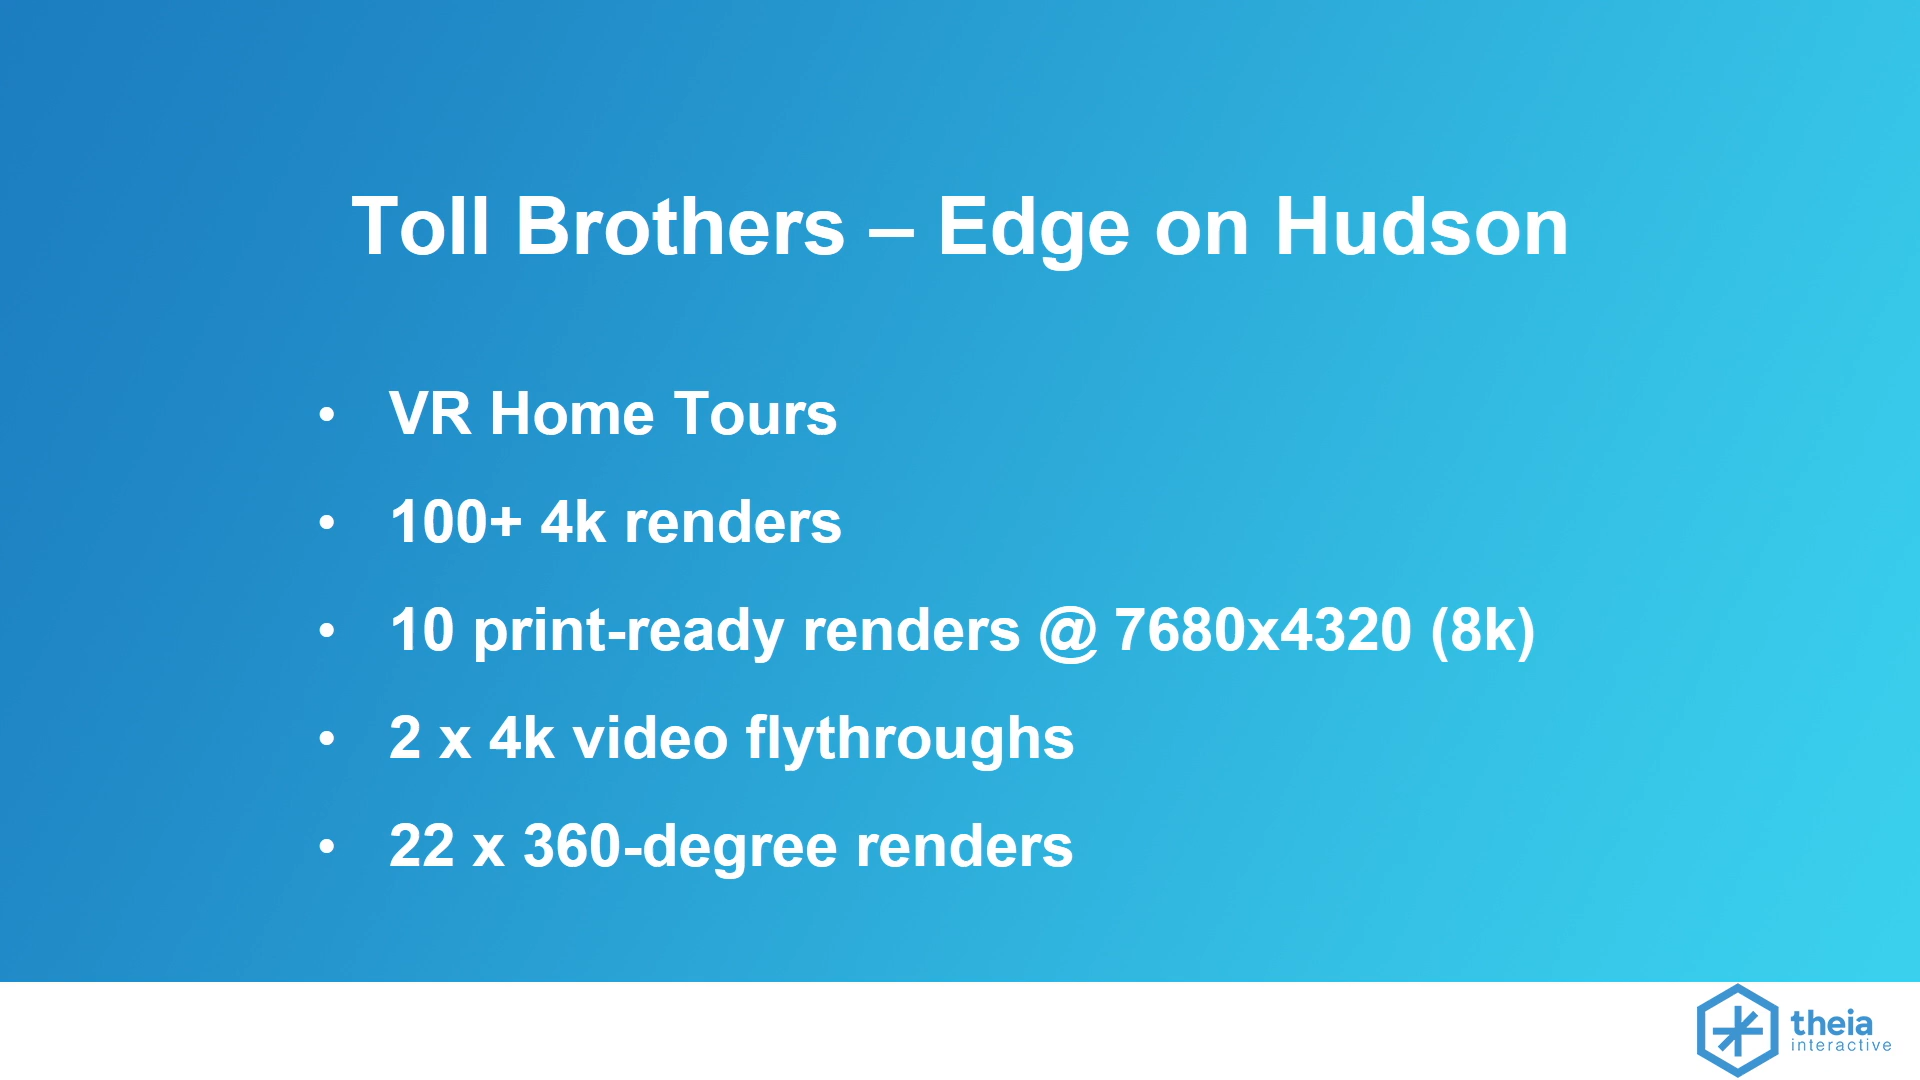 Toll Brothers – Edge on Hudson
• VR Home Tours
• 100+ 4k renders
• 10 print-ready renders @ 7680x4320 (8k)
• 2 x 4k video flythroughs
• 22 x 360-degree renders
theia
interactive